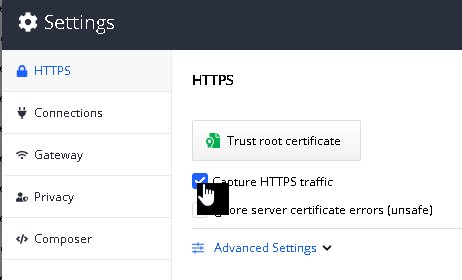 Settings
HTTPS
Connections
Gateway
Privacy
Composer
HTTPS
Trust root certificate
Capture HTTPS traffic
server certificate errors (unsafe)
Advanced Settings